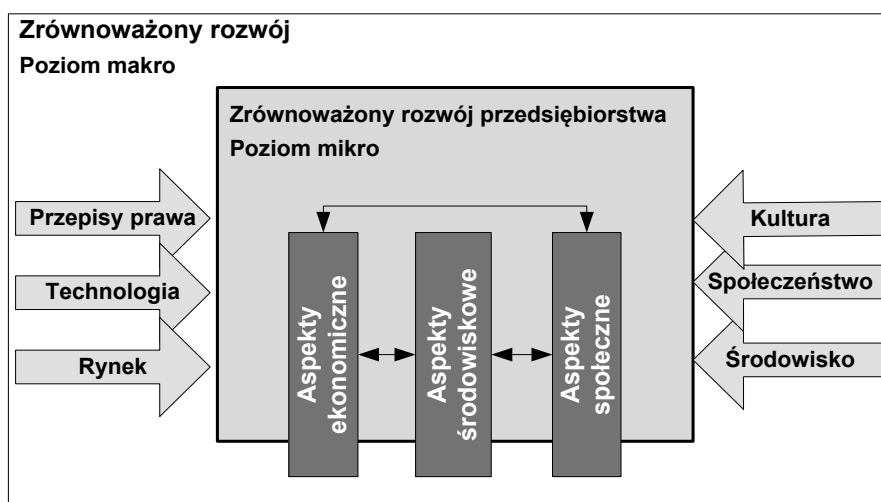 Zrównoważony rozwój
Poziom makro
Zrównoważony rozwój przedsiębiorstwa
Poziom mikro
Przepisy prawa
Technologia
Rynek
Aspekty
ekonomiczne
Aspekty
środowiskowe
Aspekty
społeczne
Kultura
Społeczeństwo
Środowisko